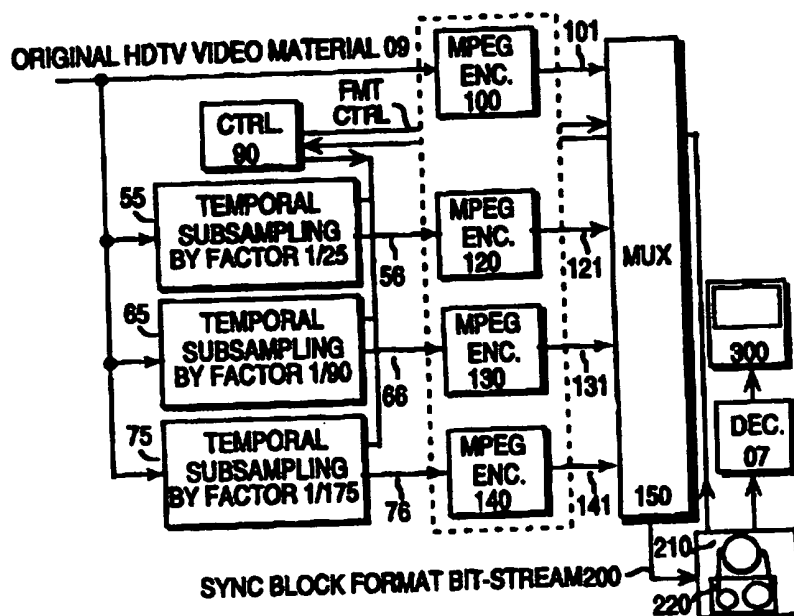 ORIGINAL HDTV VIDEO MATERIAL 09
MPEG
ENC.
100
101
FMT
CTRL
CTRL.
90
55
TEMPORAL
SUBSAMPLING
BY FACTOR 1/25
56
MPEG
ENC.
120
121
MUX
65
TEMPORAL
SUBSAMPLING
BY FACTOR 1/90
66
MPEG
ENC.
130
131
300
75
TEMPORAL
SUBSAMPLING
BY FACTOR 1/175
76
MPEG
ENC.
140
141
150
DEC.
07
210
220
SYNC BLOCK FORMAT BIT-STREAM200